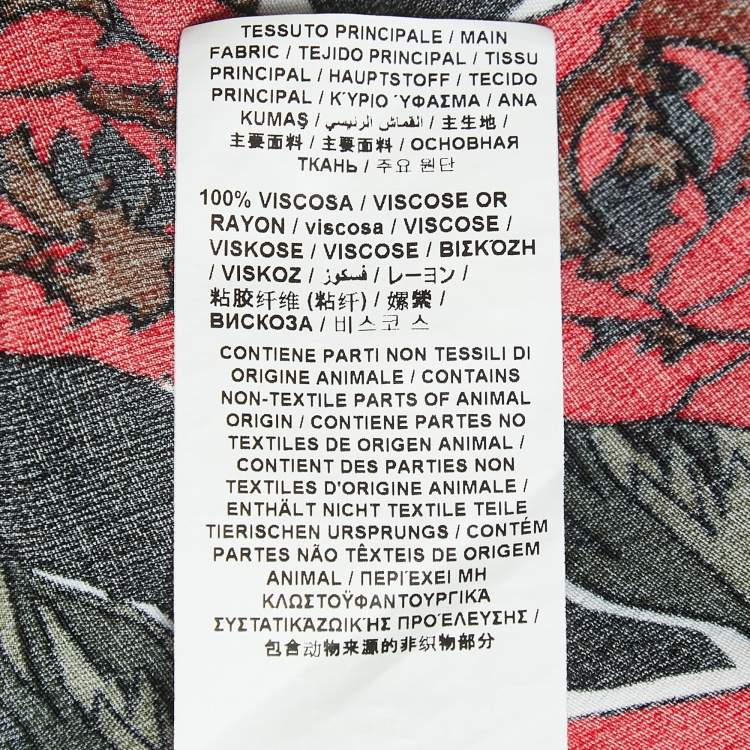 TESSUTO PRINCIPALE / MAIN
FABRIC / TEJIDO PRINCIPAL / TISSU
PRINCIPAL / HAUPTSTOFF / TECIDO
PRINCIPAL / ΚΎΡΙΟ ΎΦΑΣΜΑ / ANA
KUMAŞ / القماش الرئيسي / 主生地 /
主要面料 / 主要面料 / ОСНОВНАЯ
ТКАНЬ / 주요 원단
100% VISCOSA / VISCOSE OR
RAYON / viscosa / VISCOSE /
VISKOSE / VISCOSE / ΒΙΣΚΌΖΗ
/ VISKOZ / فسكوز / レーヨン /
粘胶纤维 (粘纤) / 嫘縈 /
ВИСКОЗА / 비스코스
CONTIENE PARTI NON TESSILI DI
ORIGINE ANIMALE / CONTAINS
NON-TEXTILE PARTS OF ANIMAL
ORIGIN / CONTIENE PARTES NO
TEXTILES DE ORIGEN ANIMAL /
CONTIENT DES PARTIES NON
TEXTILES D'ORIGINE ANIMALE /
ENTHÄLT NICHT TEXTILE TEILE
TIERISCHEN URSPRUNGS / CONTÉM
PARTES NÃO TÊXTEIS DE ORIGEM
ANIMAL / ΠΕΡΙΈΧΕΙ ΜΗ
ΚΛΩΣΤΟΫΦΑΝΤΟΥΡΓΙΚΆ
ΣΥΣΤΑΤΙΚΆΖΩΙΚΉΣ ΠΡΟΈΛΕΥΣΗΣ /
包含动物来源的非织物部分